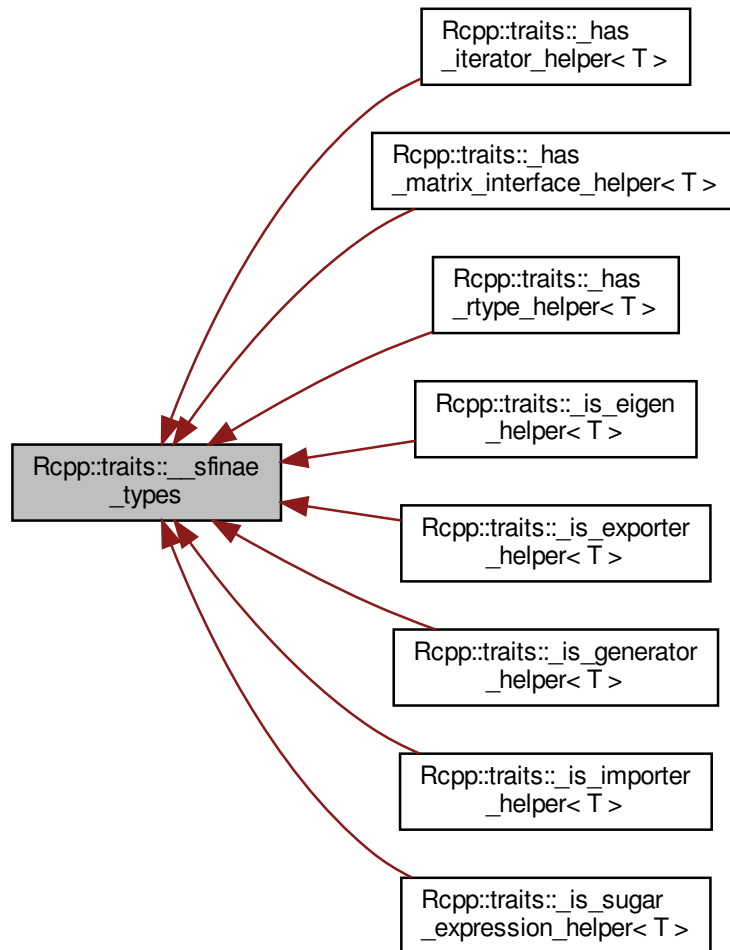 Rcpp::traits::_has
_iterator_helper< T >
Rcpp::traits::_has
_matrix_interface_helper< T >
Rcpp::traits::_has
_rtype_helper< T >
Rcpp::traits::_is_eigen
_helper< T >
Rcpp::traits::__sfinae
_types
Rcpp::traits::_is_exporter
_helper< T >
Rcpp::traits::_is_generator
_helper< T >
Rcpp::traits::_is_importer
_helper< T >
Rcpp::traits::_is_sugar
_expression_helper< T >